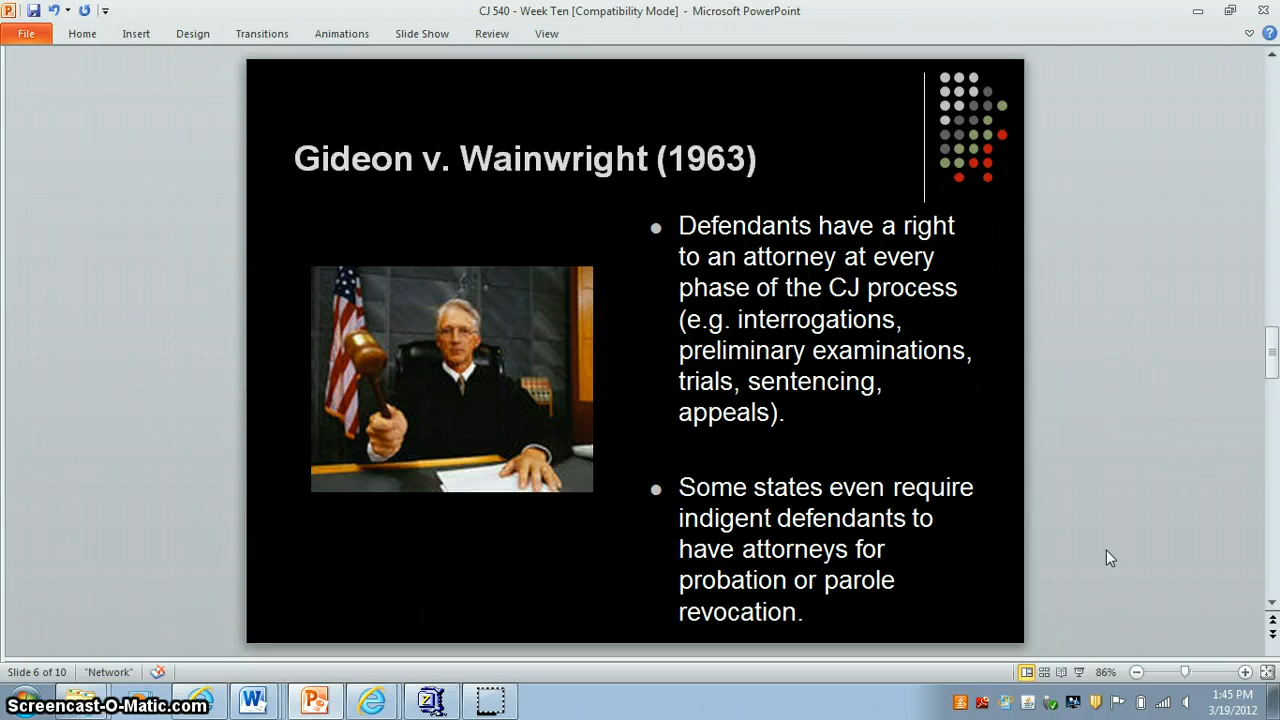 CJ 540 - Week Ten [Compatibility Mode] - Microsoft PowerPoint
File Home Insert Design Transitions Animations Slide Show Review View
Gideon v. Wainwright (1963)
Defendants have a right
to an attorney at every
phase of the CJ process
(e.g. interrogations,
preliminary examinations,
trials, sentencing,
appeals).
Some states even require
indigent defendants to
have attorneys for
probation or parole
revocation.
Slide 6 of 10 "Network" 86%
Screencast-O-Matic.com
1:45 PM
3/19/2012